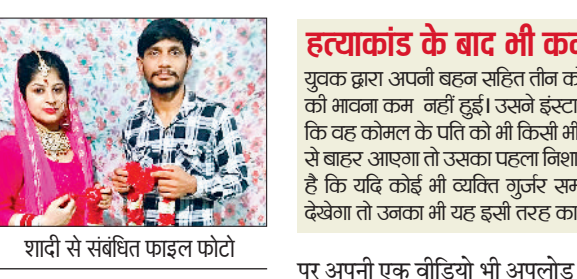 शादी से संबंधित फाइल फोटो
हत्याकांड के बाद भी
युवक द्वारा अपनी बहन सहित तीन
की भावना कम नहीं हुई। उसने
कि वह कोमल के पति को भी किसी भी
से बाहर आएगा तो उसका पहला
है कि यदि कोई भी व्यक्ति गुर्जर
देखेगा तो उनका भी यह इसी तरह का
पर अपनी एक वीडियो भी अपलोड